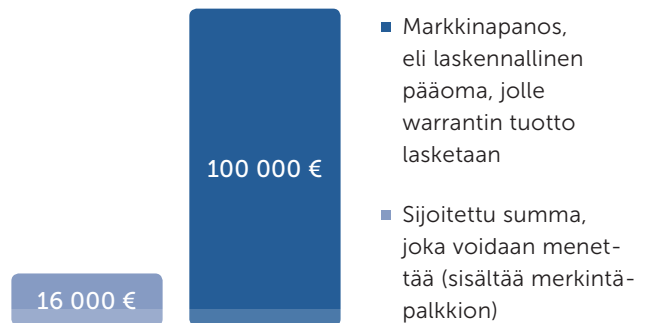 100 000 €
16 000 €
Markkinapanos,
eli laskennallinen
pääoma, jolle
warrantin tuotto
lasketaan
Sijoitettu summa,
joka voidaan menet-
tää (sisältää merkintä-
palkkion)